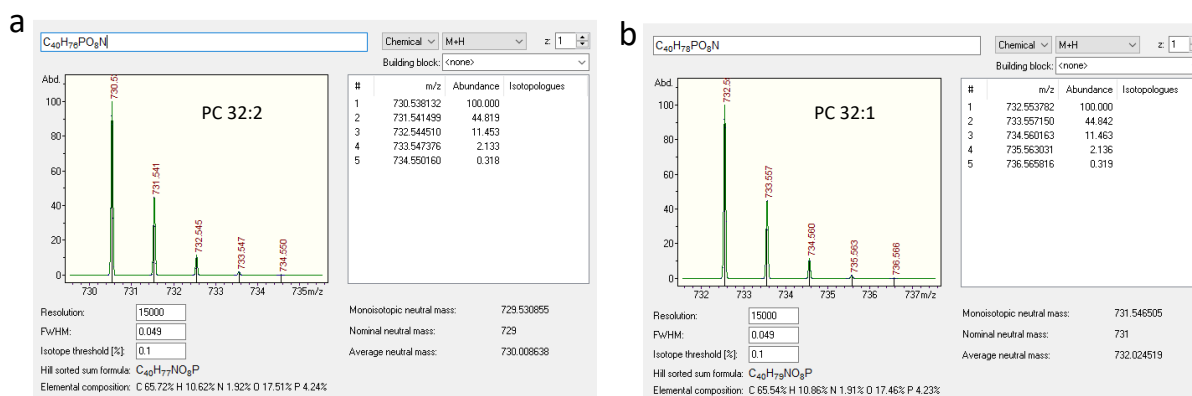 a
C₄₀H₇₆PO₈N
Chemical M+H z: 1
Building block: <none>
Abd.
100
80
60
40
20
0
731.541
732.545
733.547
734.550
PC 32:2
730 731 732 733 734 735m/z
# m/z Abundance Isotopologues
1 730.538132 100.000
2 731.541499 44.819
3 732.544510 11.453
4 733.547376 2.133
5 734.550160 0.318
Resolution: 15000
FWHM: 0.049
Isotope threshold [%]: 0.1
Monoisotopic neutral mass: 729.530855
Nominal neutral mass: 729
Average neutral mass: 730.008638
Hill sorted sum formula: C₄₀H₇₇NO₈P
Elemental composition: C 65.72% H 10.62% N 1.92% O 17.51% P 4.24%
b
C₄₀H₇₈PO₈N
Chemical M+H z: 1
Building block: <none>
Abd.
100
80
60
40
20
0
733.557
734.560
735.563
736.566
PC 32:1
732 733 734 735 736 737m/z
# m/z Abundance Isotopologues
1 732.553782 100.000
2 733.557150 44.842
3 734.560163 11.463
4 735.563031 2.136
5 736.565816 0.319
Resolution: 15000
FWHM: 0.049
Isotope threshold [%]: 0.1
Monoisotopic neutral mass: 731.546505
Nominal neutral mass: 731
Average neutral mass: 732.024519
Hill sorted sum formula: C₄₀H₇₉NO₈P
Elemental composition: C 65.54% H 10.86% N 1.91% O 17.46% P 4.23%